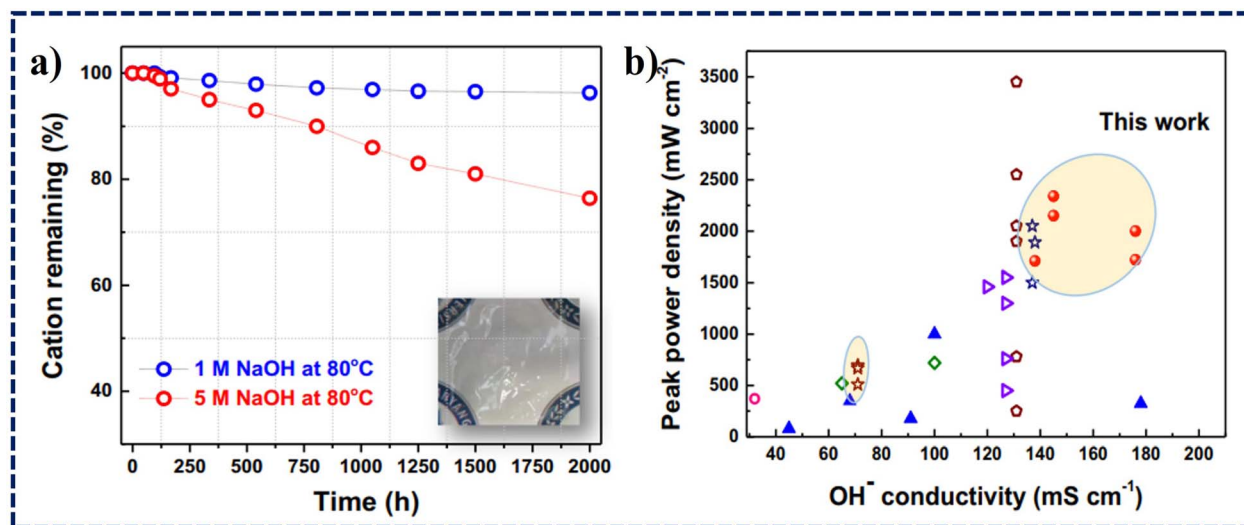 a)
Cation remaining (%)
100
80
60
40
1 M NaOH at 80°C
5 M NaOH at 80°C
0 250 500 750 1000 1250 1500 1750 2000
Time (h)
b)
Peak power density (mW cm⁻²)
3500
3000
2500
2000
1500
1000
500
0
This work
40 60 80 100 120 140 160 180 200
OH⁻ conductivity (mS cm⁻¹)